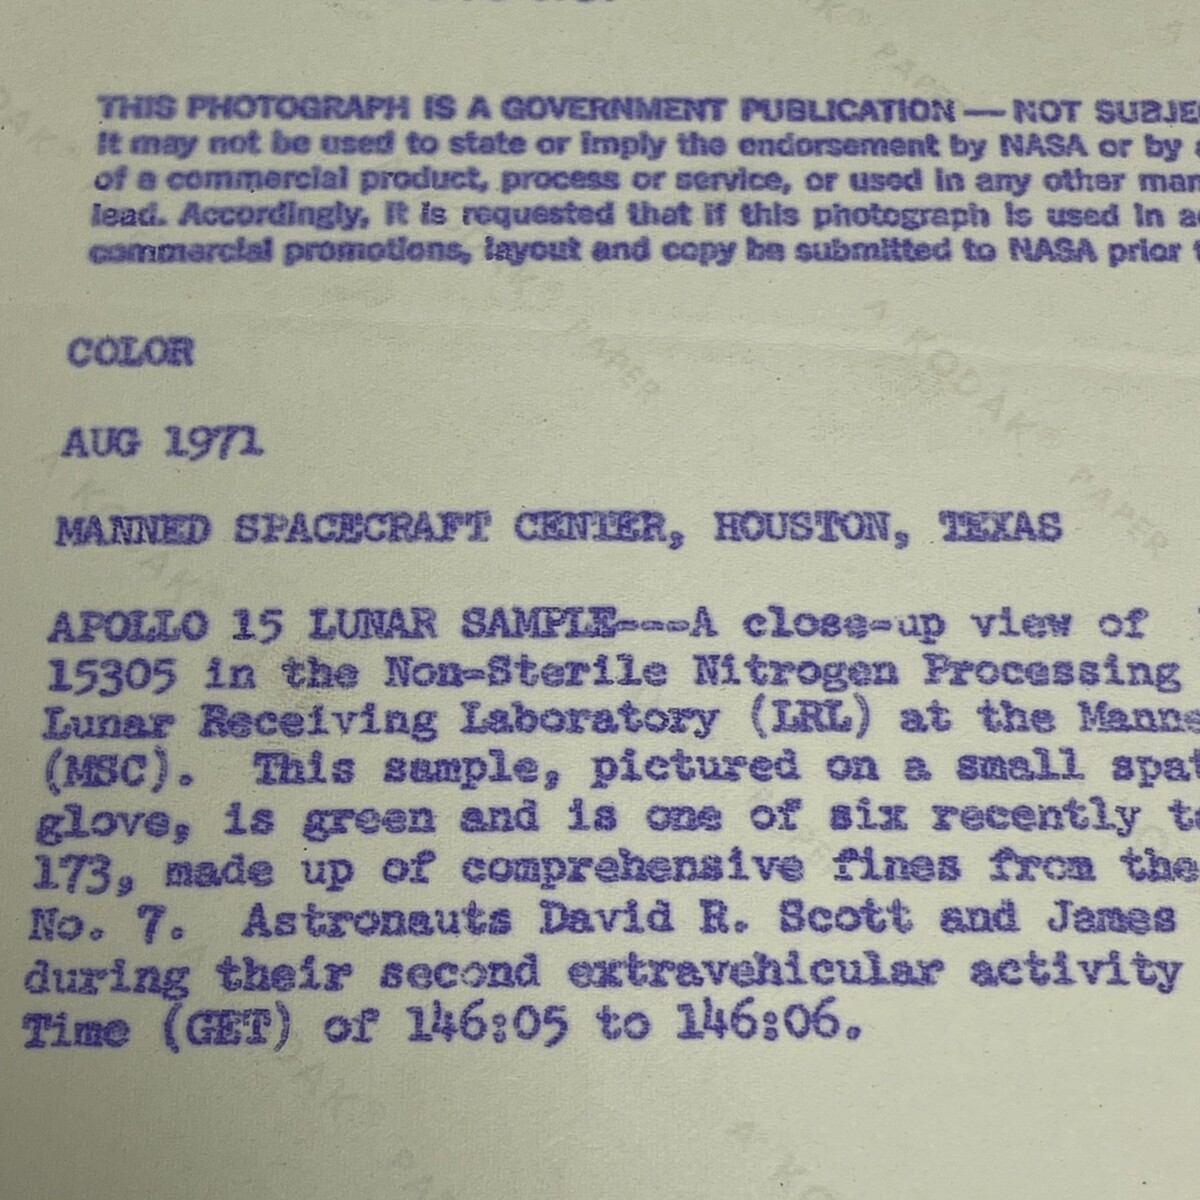 THIS PHOTOGRAPH IS A GOVERNMENT PUBLICATION — NOT SUBJE
It may not be used to state or imply the endorsement by NASA or by
of a commercial product, process or service, or used in any other man
lead. Accordingly, it is requested that if this photograph is used in a
commercial promotions, layout and copy be submitted to NASA prior
COLOR
AUG 1971
MANNED SPACECRAFT CENTER, HOUSTON, TEXAS
APOLLO 15 LUNAR SAMPLE---A close-up view of
15305 in the Non-Sterile Nitrogen Processing
Lunar Receiving Laboratory (LRL) at the Manne
(MSC). This sample, pictured on a small spat
glove, is green and is one of six recently t
173, made up of comprehensive fines from the
No. 7. Astronauts David R. Scott and James
during their second extravehicular activity
Time (GET) of 146:05 to 146:06.
A KODAK PAPER